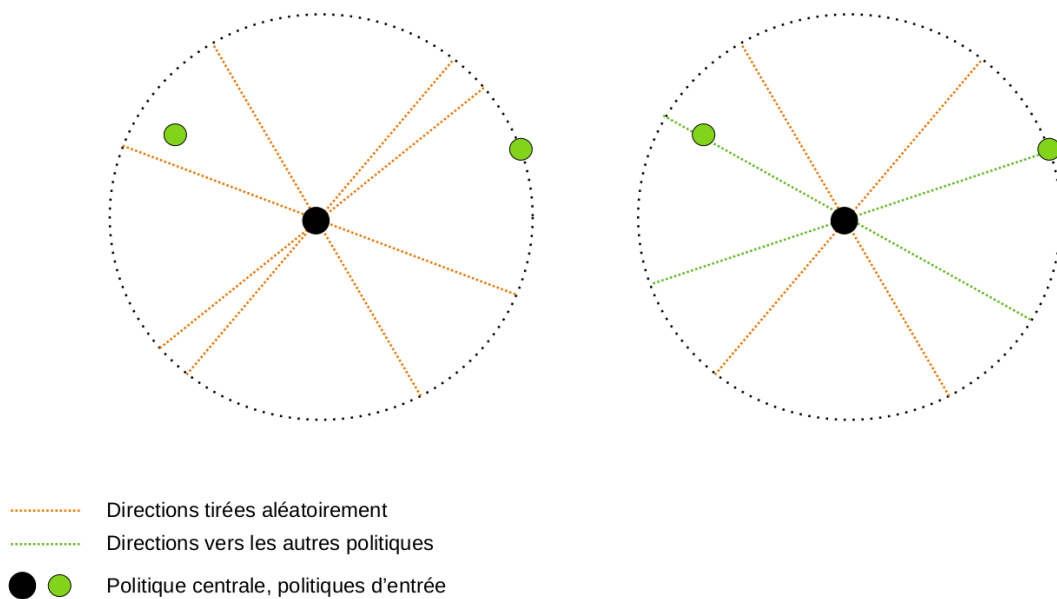 Directions tirées aléatoirement
Directions vers les autres politiques
Politique centrale, politiques d’entrée